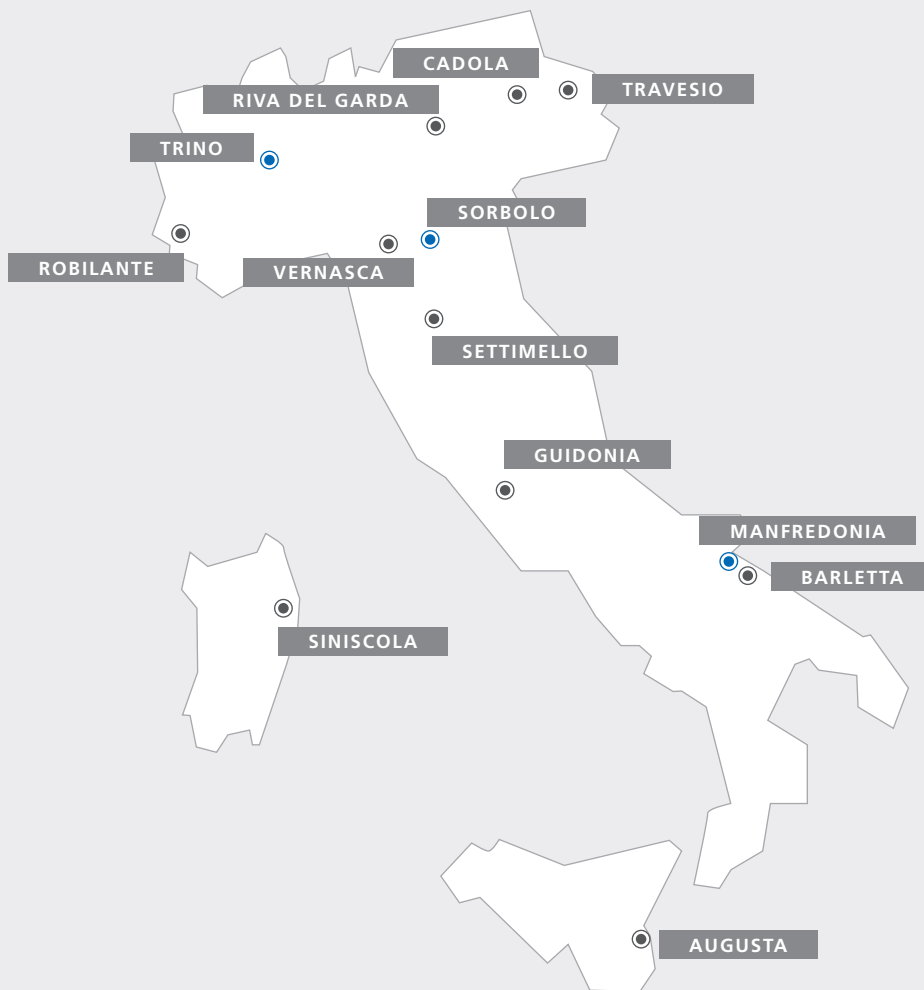 CADOLA
TRAVESIO
RIVA DEL GARDA
TRINO
SORBOLO
ROBILANTE
VERNASCA
SETTIMELLO
GUIDONIA
MANFREDONIA
BARLETTA
SINISCOLA
AUGUSTA